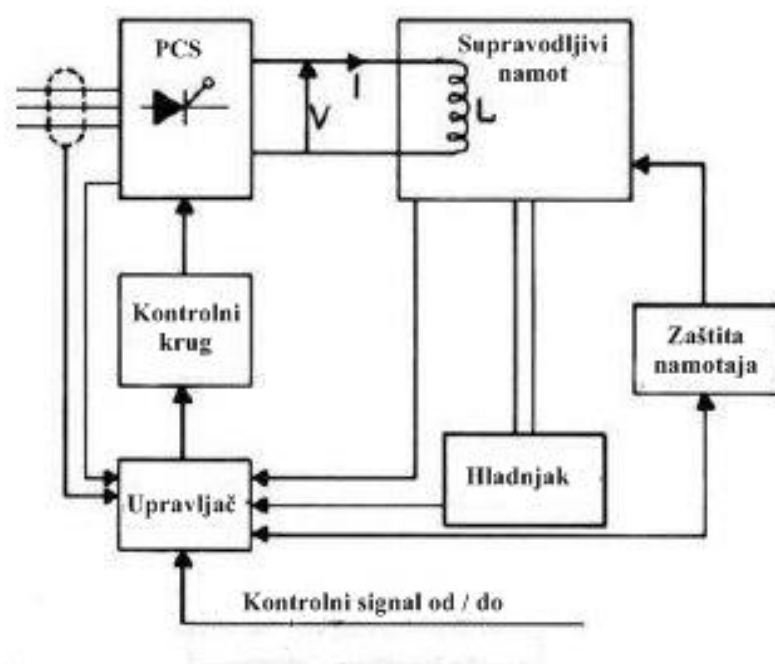 PCS
Supravodljivi
namot
I
V
L
Kontrolni
krug
Zaštita
namotaja
Upravljač
Hladnjak
Kontrolni signal od / do